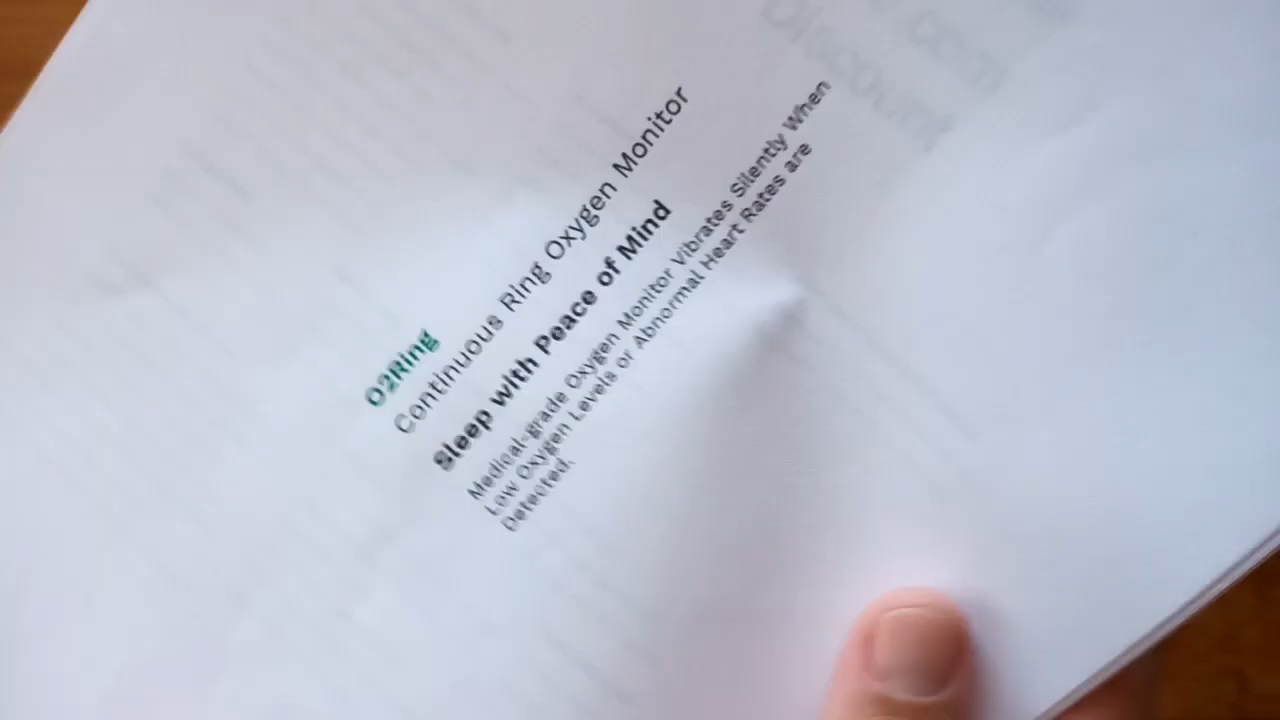 O2Ring
Continuous Ring Oxygen Monitor
Sleep with Peace of Mind
Medical-grade Oxygen Monitor Vibrates Silently When
Low Oxygen Levels or Abnormal Heart Rates are
Detected.